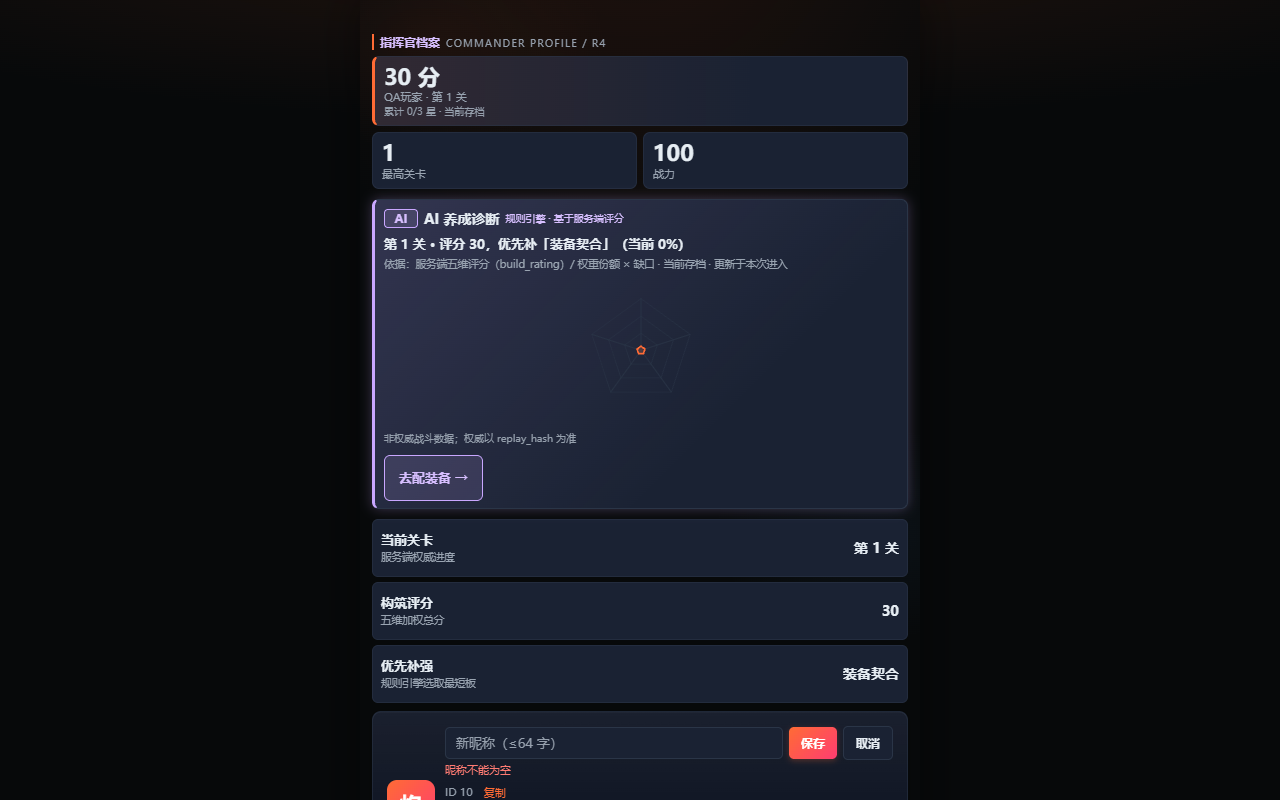 指挥官档案 COMMANDER PROFILE / R4
30 分
QA玩家 · 第 1 关
累计 0/3 星 · 当前存档
1
最高关卡
100
战力
AI AI 养成诊断 规则引擎 · 基于服务端评分
第 1 关 • 评分 30，优先补「装备契合」（当前 0%）
依据：服务端五维评分（build_rating）/ 权重份额 × 缺口 · 当前存档 · 更新于本次进入
非权威战斗数据；权威以 replay_hash 为准
去配装备 →
当前关卡
服务端权威进度
第 1 关
构筑评分
五维加权总分
30
优先补强
规则引擎选取最短板
装备契合
新昵称（≤64 字） 保存 取消
昵称不能为空
ID 10 复制